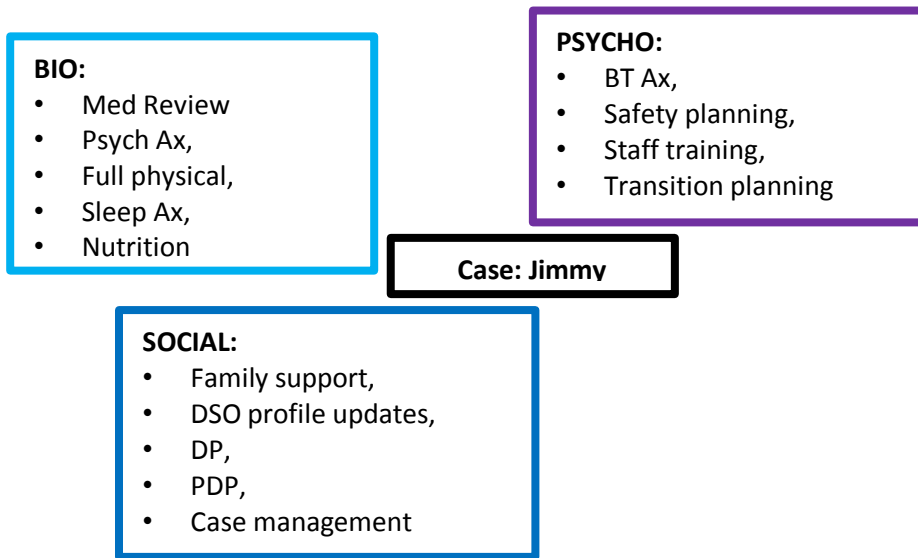 BIO:
• Med Review
• Psych Ax,
• Full physical,
• Sleep Ax,
• Nutrition
PSYCHO:
• BT Ax,
• Safety planning,
• Staff training,
• Transition planning
Case: Jimmy
SOCIAL:
• Family support,
• DSO profile updates,
• DP,
• PDP,
• Case management